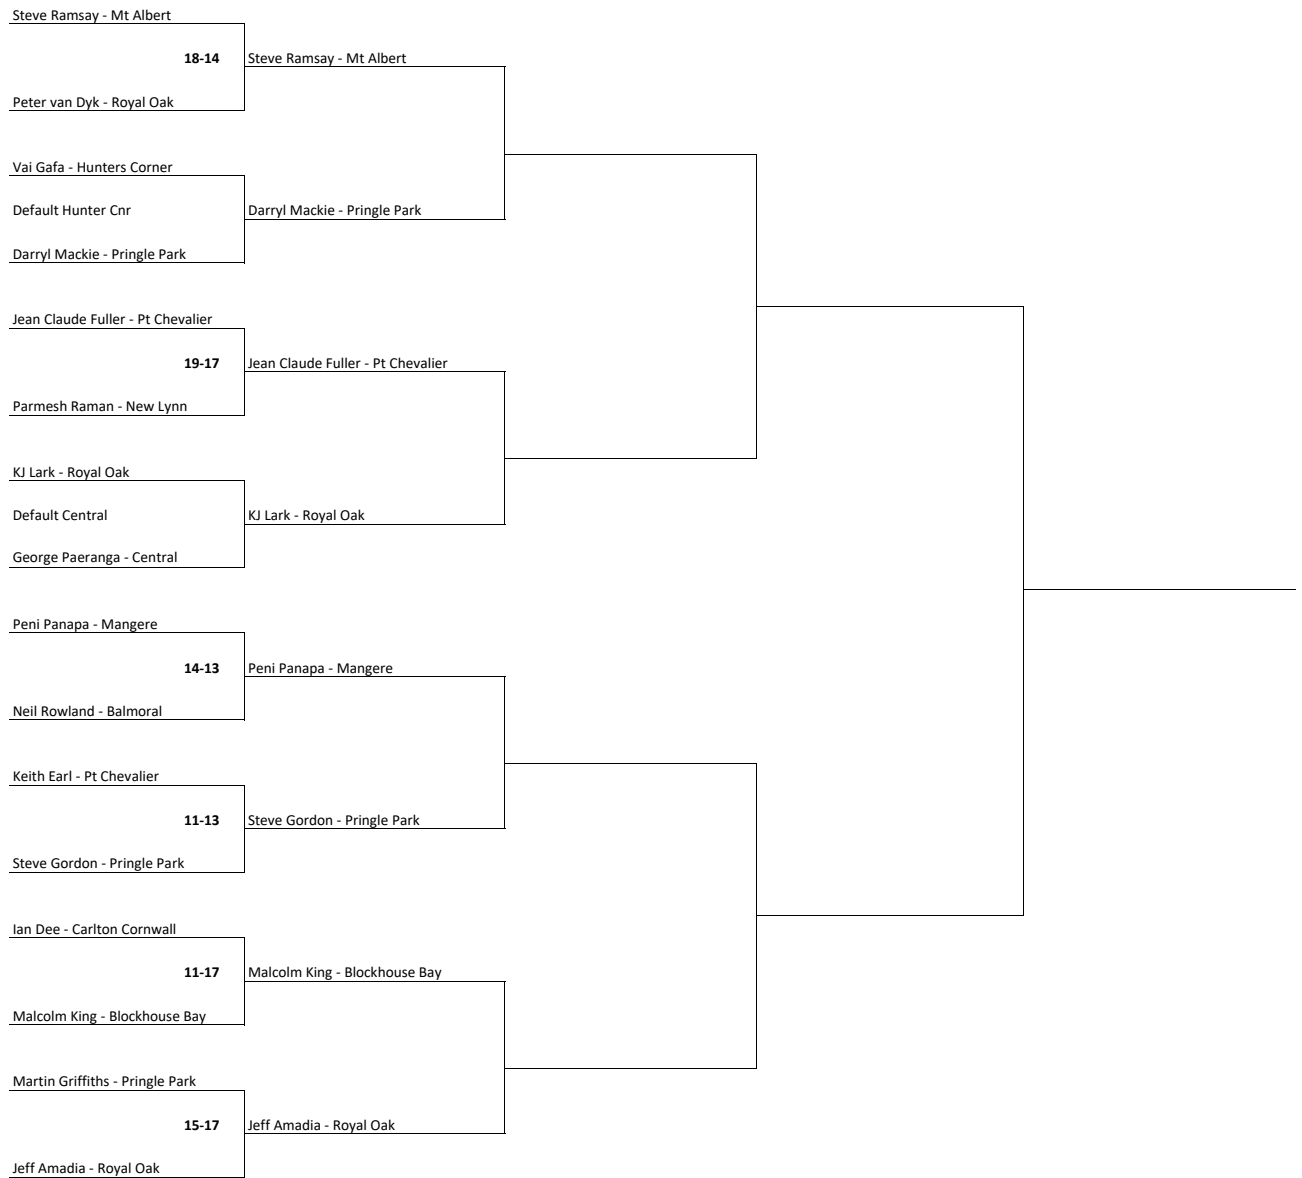 Steve Ramsay - Mt Albert
18-14
Steve Ramsay - Mt Albert
Peter van Dyk - Royal Oak
Vai Gafa - Hunters Corner
Default Hunter Cnr
Darryl Mackie - Pringle Park
Darryl Mackie - Pringle Park
Jean Claude Fuller - Pt Chevalier
19-17
Jean Claude Fuller - Pt Chevalier
Parmesh Raman - New Lynn
KJ Lark - Royal Oak
Default Central
KJ Lark - Royal Oak
George Paeranga - Central
Peni Panapa - Mangere
14-13
Peni Panapa - Mangere
Neil Rowland - Balmoral
Keith Earl - Pt Chevalier
11-13
Steve Gordon - Pringle Park
Steve Gordon - Pringle Park
Ian Dee - Carlton Cornwall
11-17
Malcolm King - Blockhouse Bay
Malcolm King - Blockhouse Bay
Martin Griffiths - Pringle Park
15-17
Jeff Amadia - Royal Oak
Jeff Amadia - Royal Oak